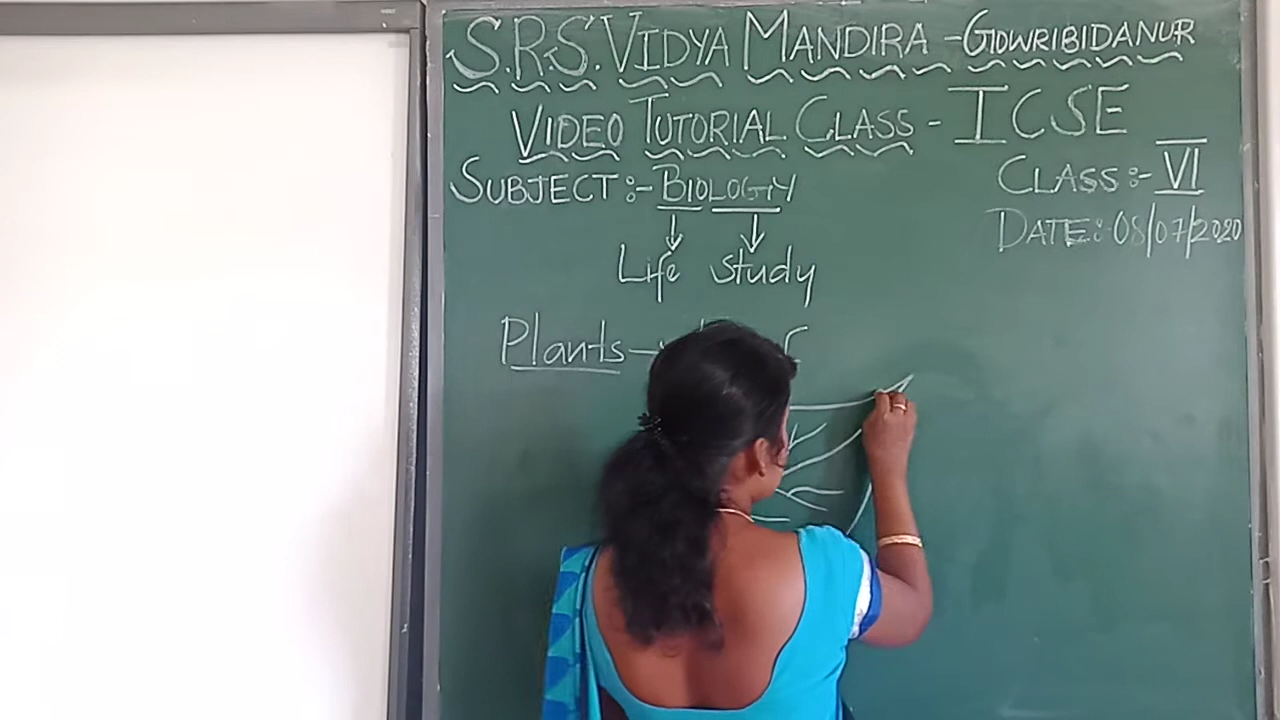 S.R.S. VIDYA MANDIRA - GOWRIBIDANUR
VIDEO TUTORIAL CLASS - ICSE
SUBJECT:- BIOLOGY
CLASS:- VI
DATE:- 08/07/2020
Life study
Plants